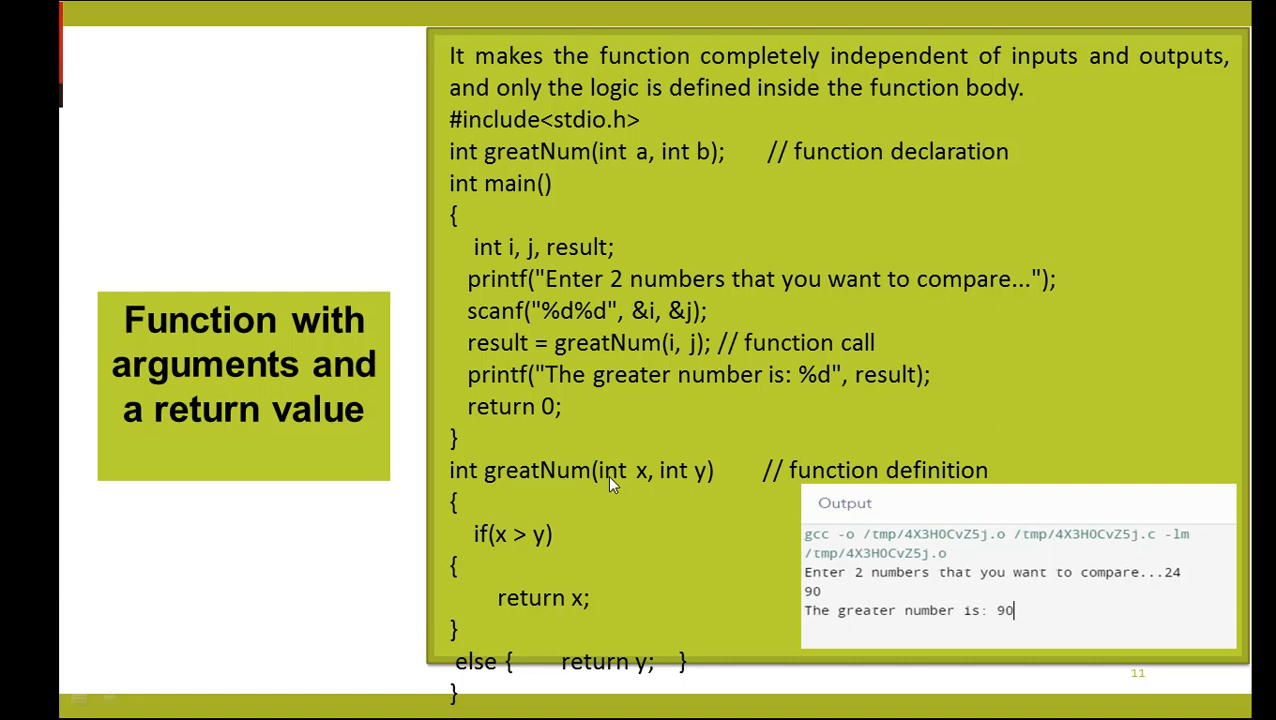 Function with
arguments and
a return value
It makes the function completely independent of inputs and outputs,
and only the logic is defined inside the function body.
#include<stdio.h>
int greatNum(int a, int b); // function declaration
int main()
{
int i, j, result;
printf("Enter 2 numbers that you want to compare...");
scanf("%d%d", &i, &j);
result = greatNum(i, j); // function call
printf("The greater number is: %d", result);
return 0;
}
int greatNum(int x, int y) // function definition
{
if(x > y)
{
return x;
}
else { return y; }
}
Output
gcc -o /tmp/4X3HOCvZ5j.o /tmp/4X3HOCvZ5j.c -lm
/tmp/4X3HOCvZ5j.o
Enter 2 numbers that you want to compare...24
90
The greater number is: 90
11